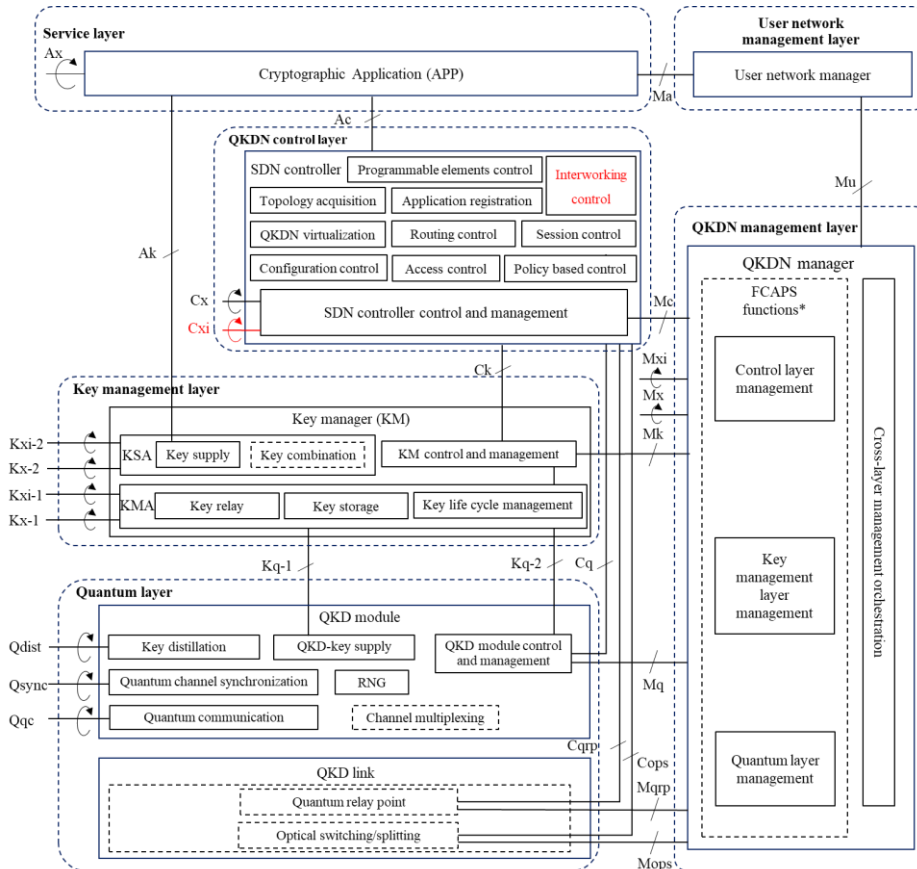 Service layer
Ax
Cryptographic Application (APP)
User network
management layer
User network manager
Ma
Ac
Mu
Ak
QKDN control layer
SDN controller
Programmable elements control
Interworking
control
Topology acquisition
Application registration
QKDN virtualization
Routing control
Session control
Configuration control
Access control
Policy based control
Cx
Cxi
SDN controller control and management
Mc
QKDN management layer
QKDN manager
FCAPS
functions*
Control layer
management
Key
management
layer
management
Quantum layer
management
Cross-layer management orchestration
Mxi
Mx
Mk
Ck
Key management layer
Key manager (KM)
Kxi-2
Kx-2
KSA
Key supply
Key combination
KM control and management
Kxi-1
Kx-1
KMA
Key relay
Key storage
Key life cycle management
Kq-1
Kq-2
Cq
Quantum layer
QKD module
Qdist
Key distillation
QKD-key supply
QKD module control
and management
Mq
Qsync
Quantum channel synchronization
RNG
Qqc
Quantum communication
Channel multiplexing
Cqrp
Cops
QKD link
Mqrp
Quantum relay point
Optical switching/splitting
Mops